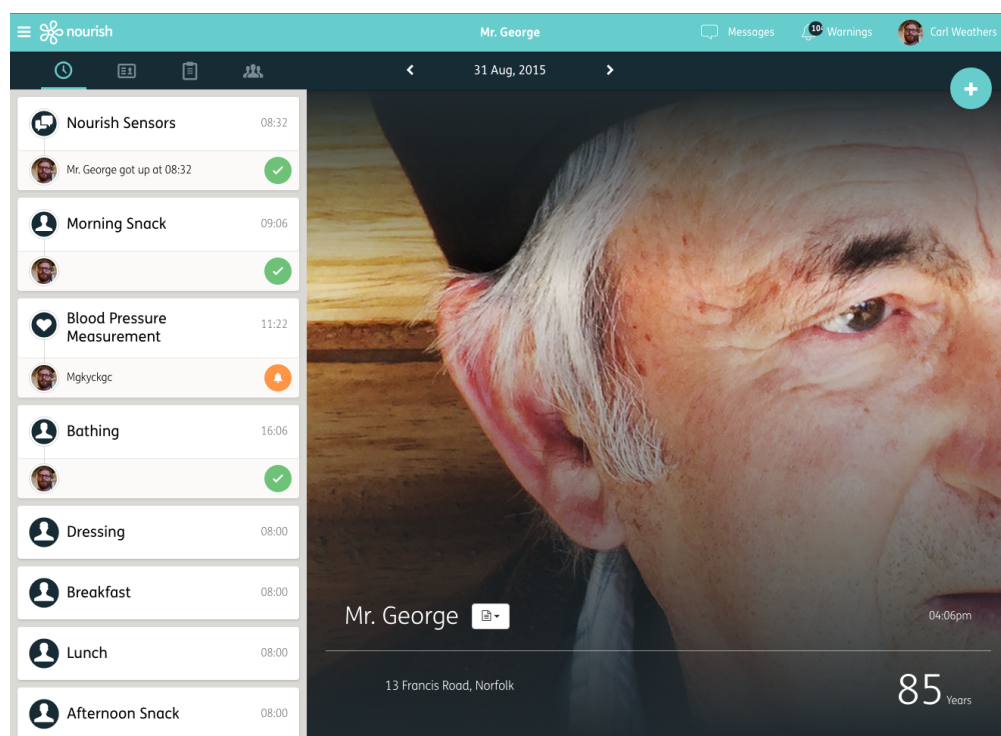 nourish
Mr. George
Messages
Warnings
Carl Weathers
31 Aug, 2015
Nourish Sensors
08:32
Mr. George got up at 08:32
Morning Snack
09:06
Blood Pressure
Measurement
11:22
Mgkyckgc
Bathing
16:06
Dressing
08:00
Breakfast
08:00
Lunch
08:00
Afternoon Snack
08:00
Mr. George
04:06pm
13 Francis Road, Norfolk
85 Years